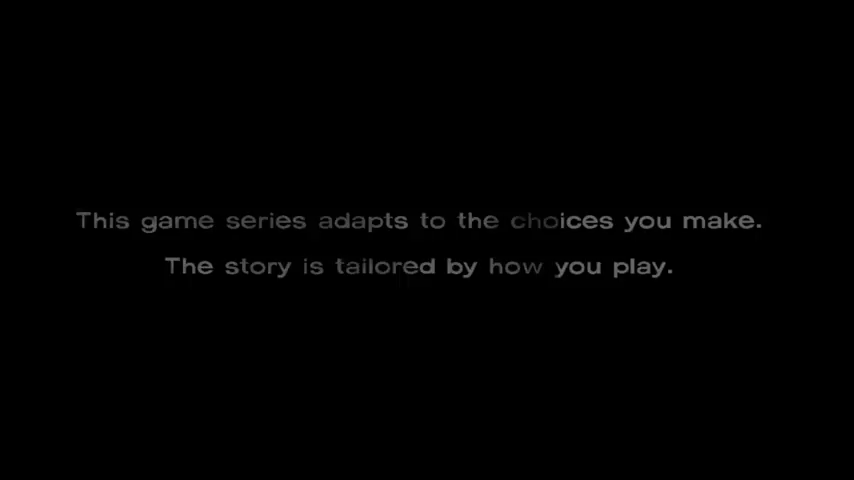 This game series adapts to the choices you make.
The story is tailored by how you play.